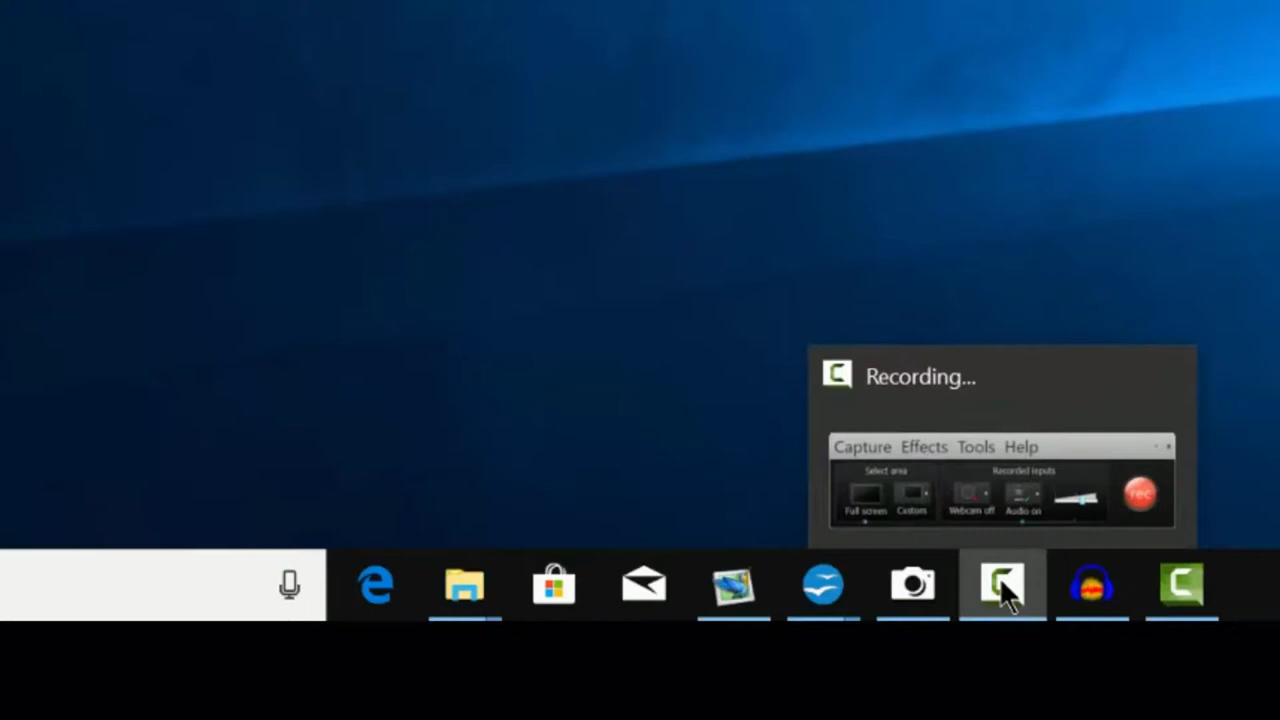 Recording...
Capture Effects Tools Help
Select area Recorded inputs
rec
Full screen Custom Webcam off Audio on